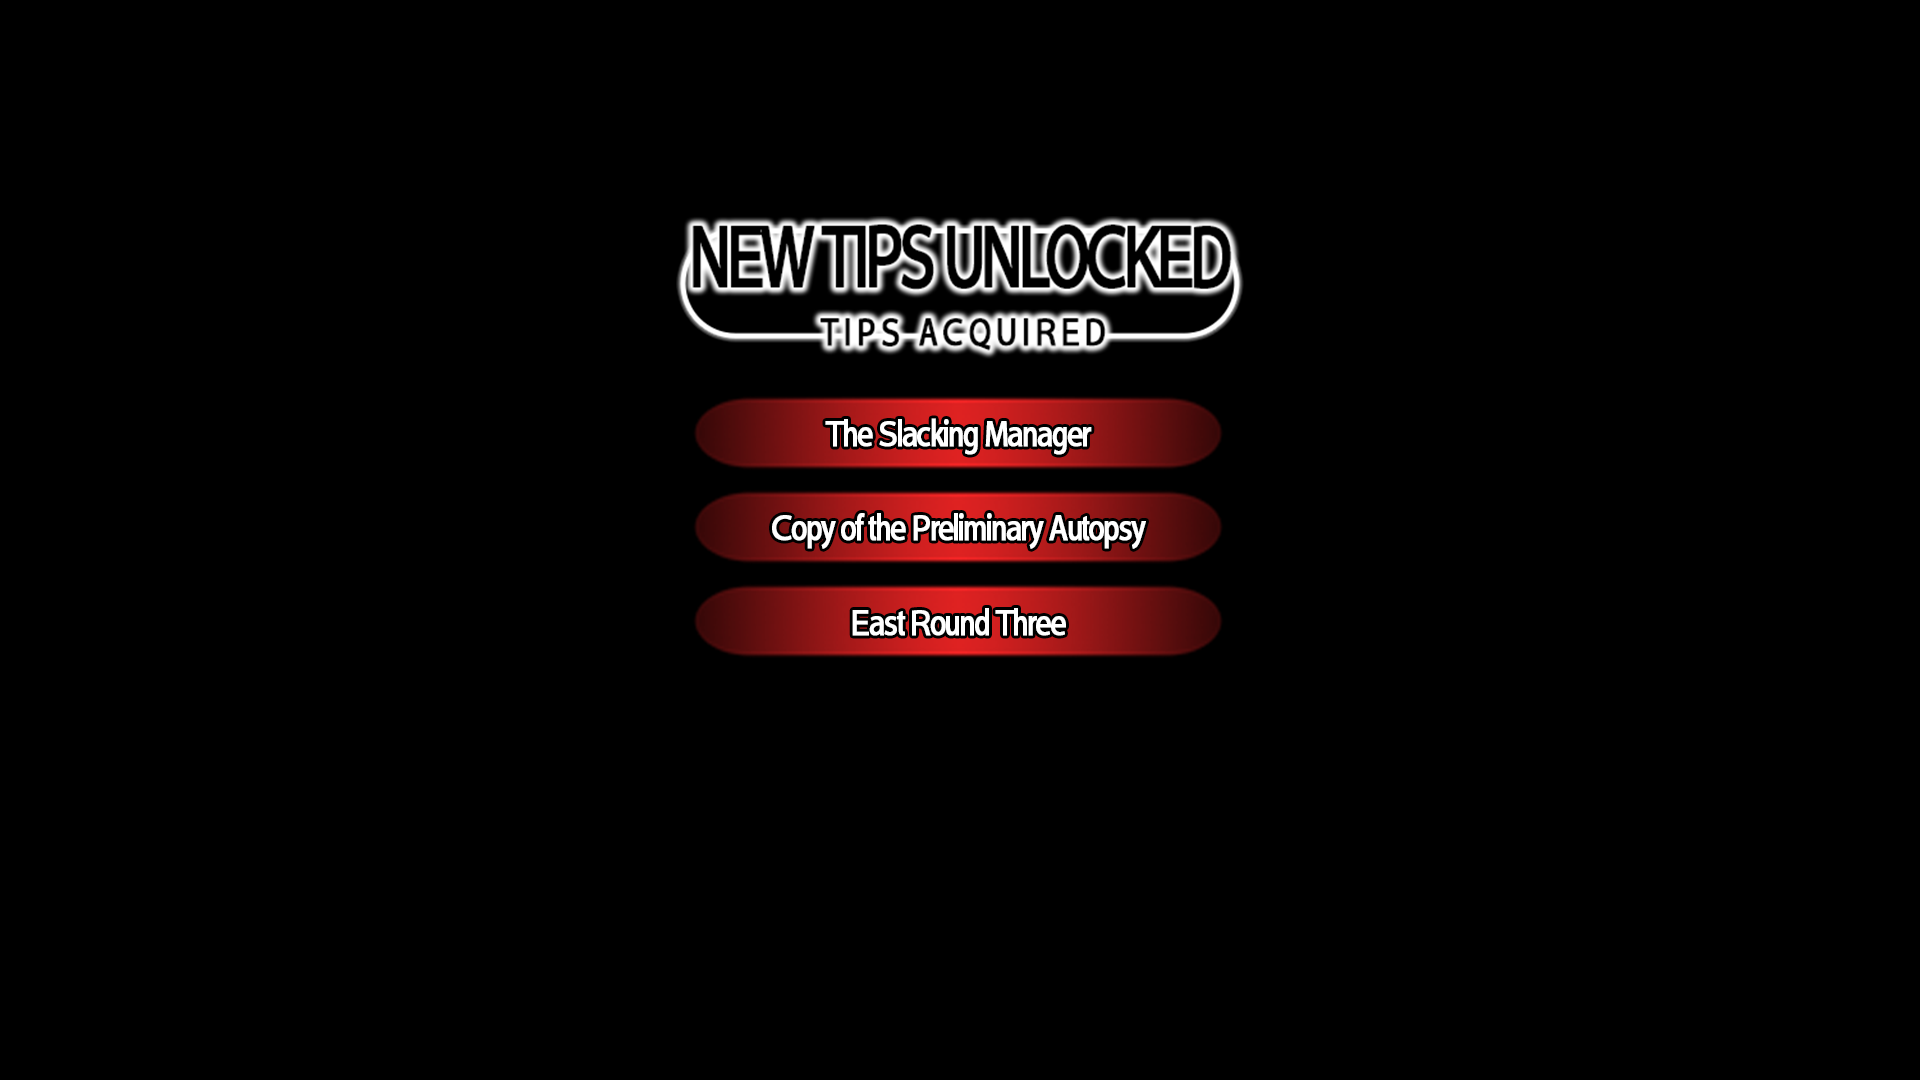 NEW TIPS UNLOCKED
TIPS ACQUIRED
The Slacking Manager
Copy of the Preliminary Autopsy
East Round Three